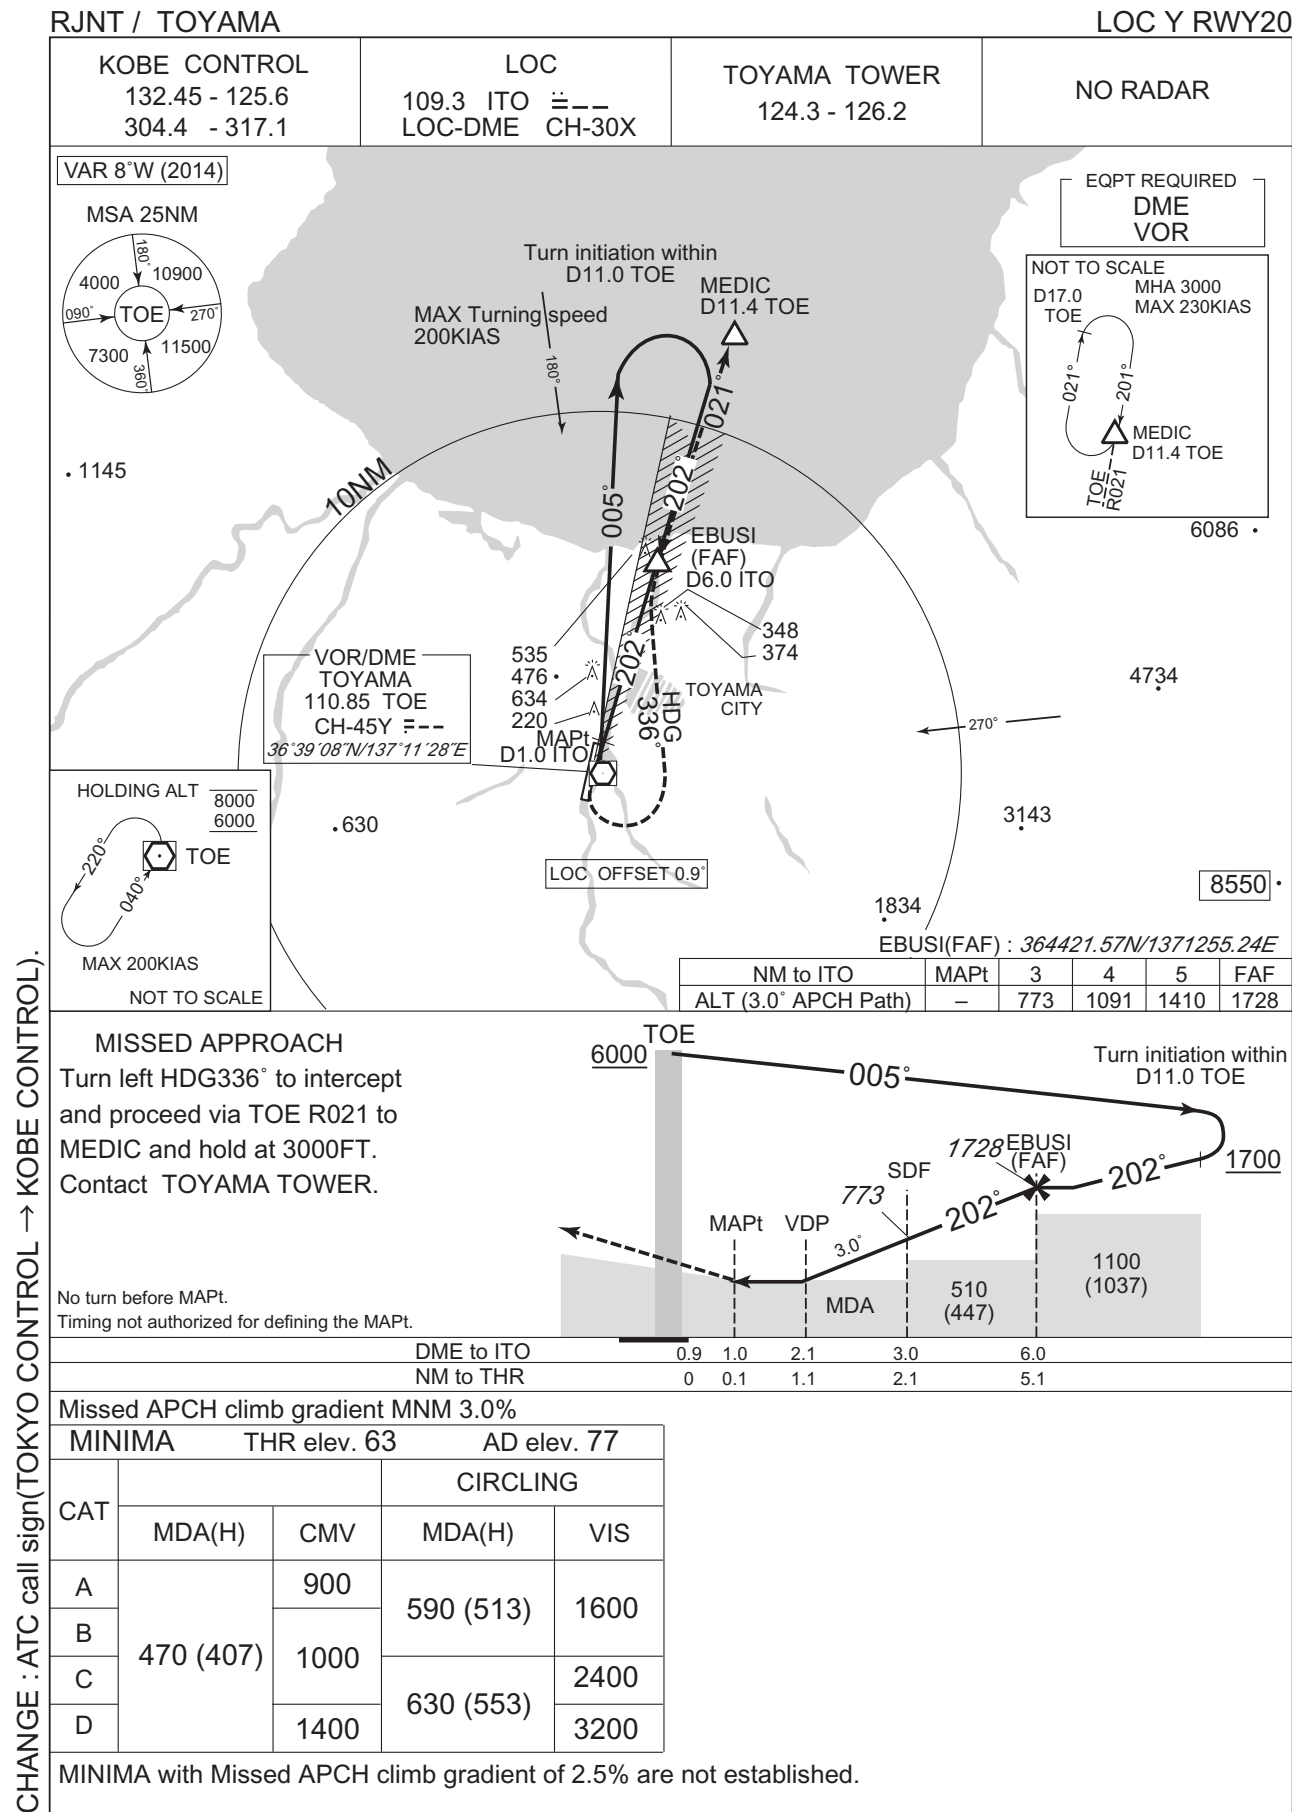 RJNT / TOYAMA
LOC Y RWY20
KOBE CONTROL
132.45 - 125.6
304.4 - 317.1
LOC
109.3 ITO
LOC-DME CH-30X
TOYAMA TOWER
124.3 - 126.2
NO RADAR
VAR 8˚W (2014)
MSA 25NM
180˚
4000
10900
090˚
TOE
270˚
7300
11500
360˚
EQPT REQUIRED
DME
VOR
NOT TO SCALE
D17.0
TOE
MHA 3000
MAX 230KIAS
021˚
201˚
MEDIC
D11.4 TOE
TOE
R021
Turn initiation within
D11.0 TOE
MEDIC
D11.4 TOE
MAX Turning speed
200KIAS
180˚
021˚
1145
10NM
005˚
202˚
6086
EBUSI
(FAF)
D6.0 ITO
348
374
535
476
634
220
202˚
VOR/DME
TOYAMA
110.85 TOE
CH-45Y
36˚39´08˝N/137˚11´28˝E
TOYAMA
CITY
HDG
336˚
4734
270˚
MAPt
D1.0 ITO
HOLDING ALT
8000
6000
220˚
040˚
TOE
MAX 200KIAS
NOT TO SCALE
630
3143
LOC OFFSET 0.9˚
8550
1834
EBUSI(FAF) : 364421.57N/1371255.24E
NM to ITO MAPt 3 4 5 FAF
ALT (3.0˚ APCH Path) – 773 1091 1410 1728
MISSED APPROACH
Turn left HDG336˚ to intercept
and proceed via TOE R021 to
MEDIC and hold at 3000FT.
Contact TOYAMA TOWER.
No turn before MAPt.
Timing not authorized for defining the MAPt.
TOE
6000
005˚
Turn initiation within
D11.0 TOE
1728
EBUSI
(FAF)
1700
202˚
SDF
773
202˚
MAPt
VDP
3.0˚
MDA
510
(447)
1100
(1037)
DME to ITO 0.9 1.0 2.1 3.0 6.0
NM to THR 0 0.1 1.1 2.1 5.1
Missed APCH climb gradient MNM 3.0%
MINIMA THR elev. 63 AD elev. 77
CAT
CIRCLING
MDA(H) CMV MDA(H) VIS
A
B
C
D
470 (407)
900
1000
1400
590 (513)
630 (553)
1600
2400
3200
MINIMA with Missed APCH climb gradient of 2.5% are not established.
CHANGE : ATC call sign(TOKYO CONTROL → KOBE CONTROL).